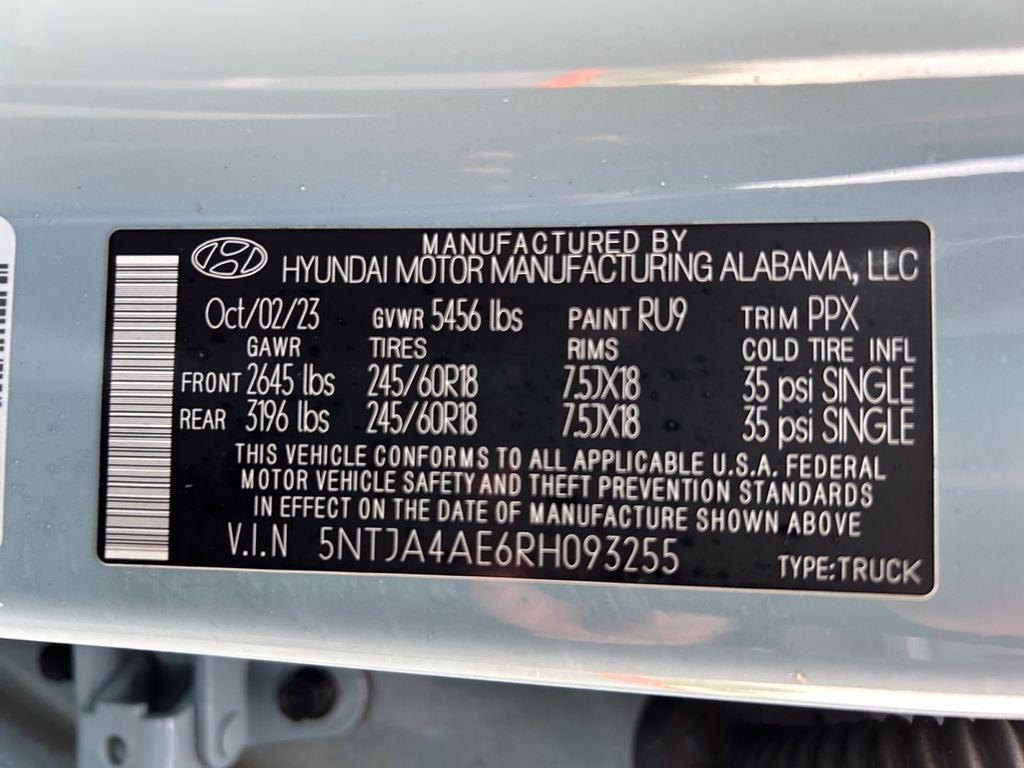 MANUFACTURED BY
HYUNDAI MOTOR MANUFACTURING ALABAMA, LLC
Oct/02/23 GVWR 5456 lbs PAINT RU9 TRIM PPX
GAWR TIRES RIMS COLD TIRE INFL
FRONT 2645 lbs 245/60R18 7.5JX18 35 psi SINGLE
REAR 3196 lbs 245/60R18 7.5JX18 35 psi SINGLE
THIS VEHICLE CONFORMS TO ALL APPLICABLE U.S.A. FEDERAL
MOTOR VEHICLE SAFETY AND THEFT PREVENTION STANDARDS
IN EFFECT ON THE DATE OF MANUFACTURE SHOWN ABOVE
V.I.N 5NTJA4AE6RH093255 TYPE:TRUCK